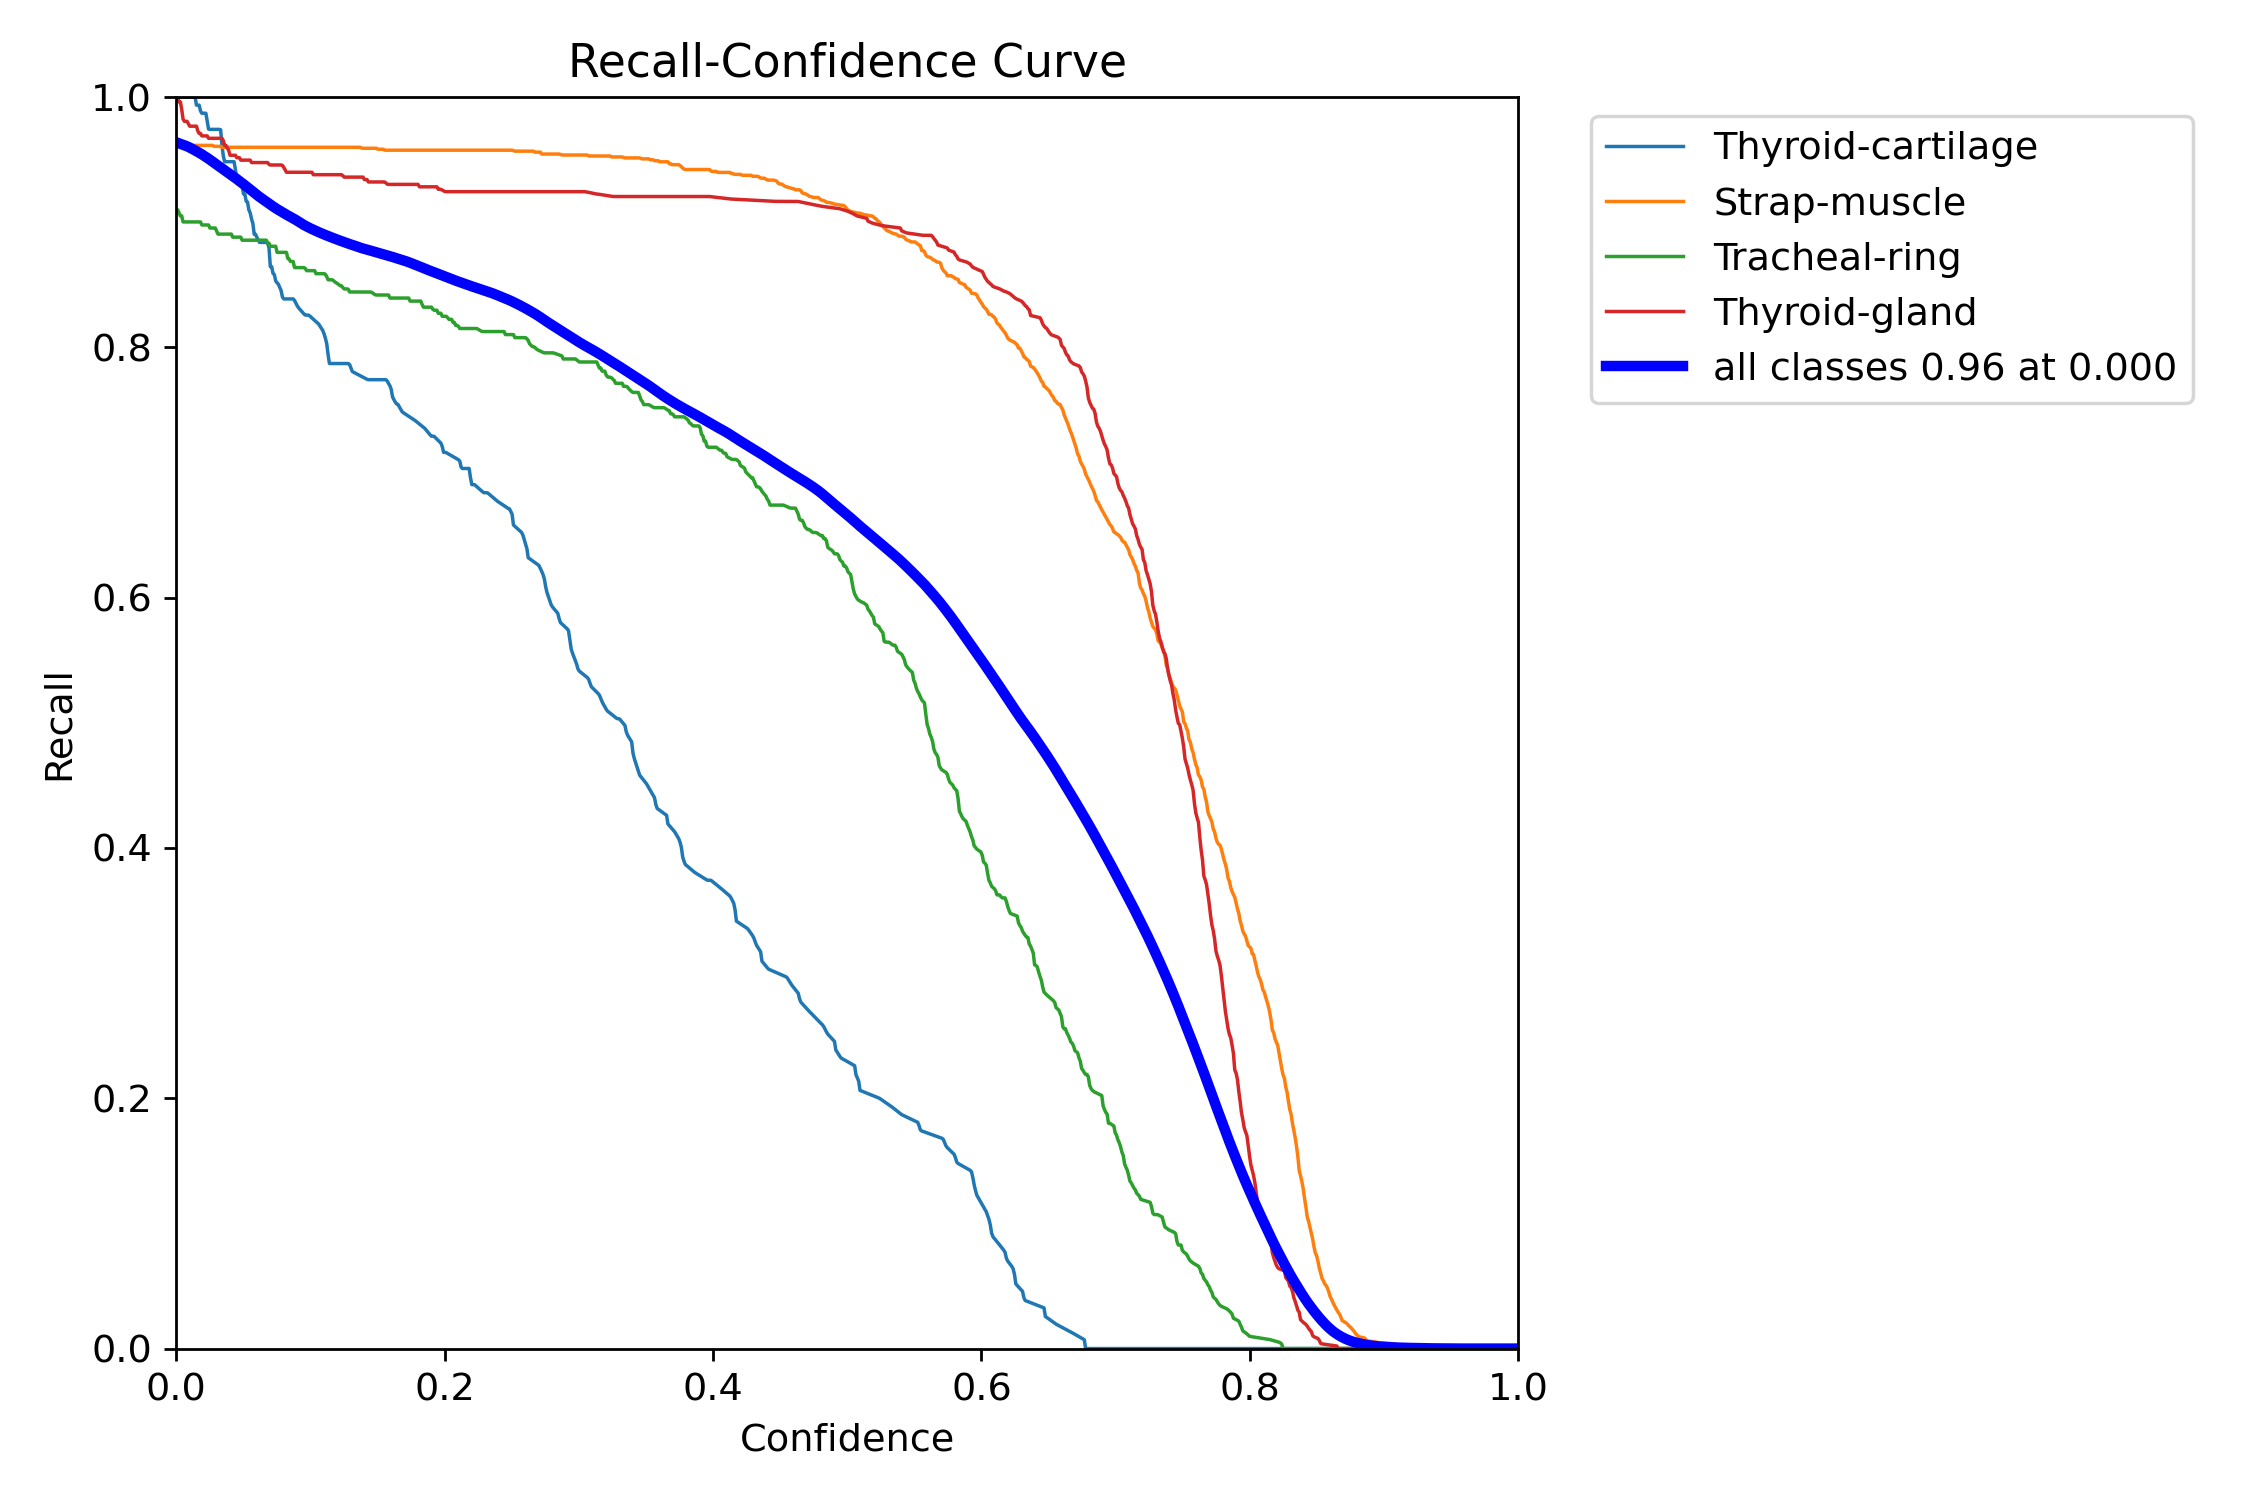 Recall-Confidence Curve
1.0
0.8
0.6
0.4
0.2
0.0
Recall
0.0 0.2 0.4 0.6 0.8 1.0
Confidence
Thyroid-cartilage
Strap-muscle
Tracheal-ring
Thyroid-gland
all classes 0.96 at 0.000